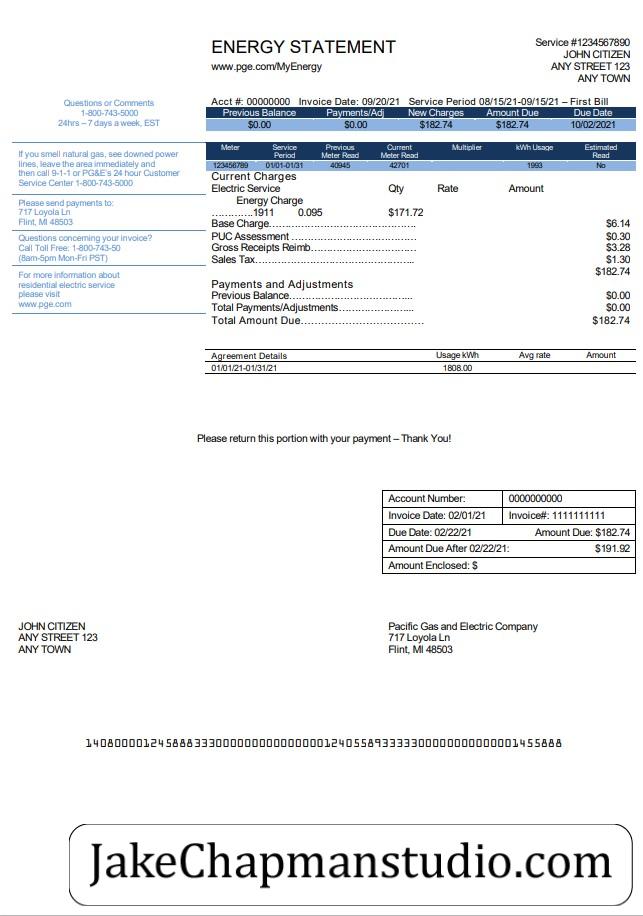 ENERGY STATEMENT
www.pge.com/MyEnergy
Service #1234567890
JOHN CITIZEN
ANY STREET 123
ANY TOWN
Questions or Comments
1-800-743-5000
24hrs – 7 days a week, EST
If you smell natural gas, see downed power
lines, leave the area immediately and
then call 9-1-1 or PG&E's 24 hour Customer
Service Center 1-800-743-5000
Please send payments to:
717 Loyola Ln
Flint, MI 48503
Questions concerning your invoice?
Call Toll Free: 1-800-743-50
(8am-5pm Mon-Fri PST)
For more information about
residential electric service
please visit
www.pge.com
Acct #: 00000000 Invoice Date: 09/20/21 Service Period 08/15/21-09/15/21 – First Bill
Previous Balance Payments/Adj New Charges Amount Due Due Date
$0.00 $0.00 $182.74 $182.74 10/02/2021
Meter Service Period Previous Meter Read Current Meter Read Multiplier kWh Usage Estimated Read
123456789 01/01-01/31 40945 42701 1993 No
Current Charges
Electric Service Qty Rate Amount
Energy Charge
………….1911 0.095 $171.72
Base Charge……………………………………………. $6.14
PUC Assessment …………………………………. $0.30
Gross Receipts Reimb……………………………. $3.28
Sales Tax……………………………………………. $1.30
$182.74
Payments and Adjustments
Previous Balance………………………………... $0.00
Total Payments/Adjustments…………………... $0.00
Total Amount Due………………………………… $182.74
Agreement Details Usage kWh Avg rate Amount
01/01/21-01/31/21 1808.00
Please return this portion with your payment – Thank You!
Account Number: 0000000000
Invoice Date: 02/01/21 Invoice#: 1111111111
Due Date: 02/22/21 Amount Due: $182.74
Amount Due After 02/22/21: $191.92
Amount Enclosed: $
JOHN CITIZEN
ANY STREET 123
ANY TOWN
Pacific Gas and Electric Company
717 Loyola Ln
Flint, MI 48503
JakeChapmanstudio.com